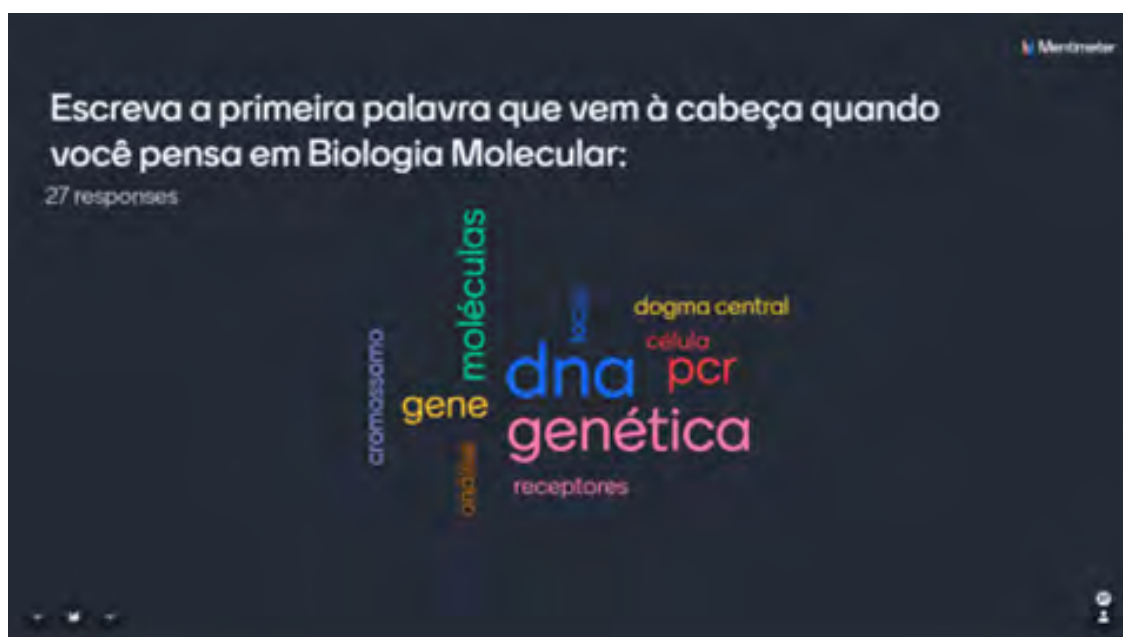 Mentimeter
Escreva a primeira palavra que vem à cabeça quando
você pensa em Biologia Molecular:
27 responses
moléculas
dogma central
célula
cromossomo
dna
pcr
gene
genética
análise
receptores